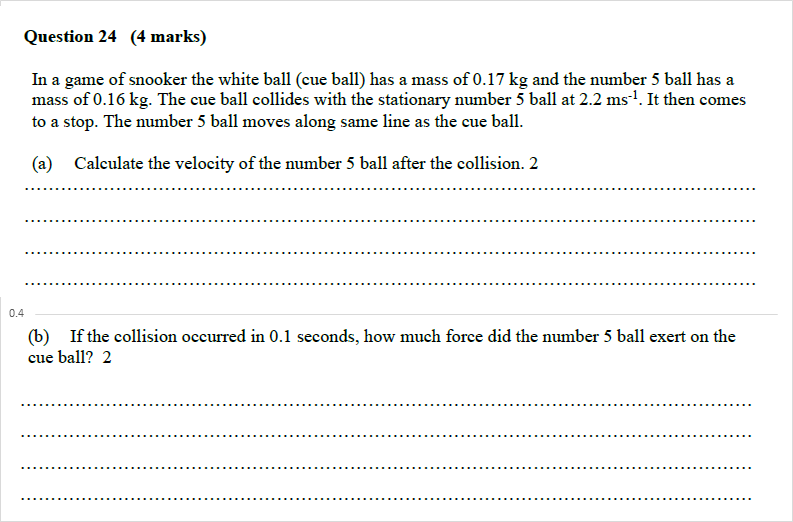 Question 24 (4 marks)
In a game of snooker the white ball (cue ball) has a mass of 0.17 kg and the number 5 ball has a
mass of 0.16 kg. The cue ball collides with the stationary number 5 ball at 2.2 ms⁻¹. It then comes
to a stop. The number 5 ball moves along same line as the cue ball.
(a) Calculate the velocity of the number 5 ball after the collision. 2
0.4
(b) If the collision occurred in 0.1 seconds, how much force did the number 5 ball exert on the
cue ball? 2